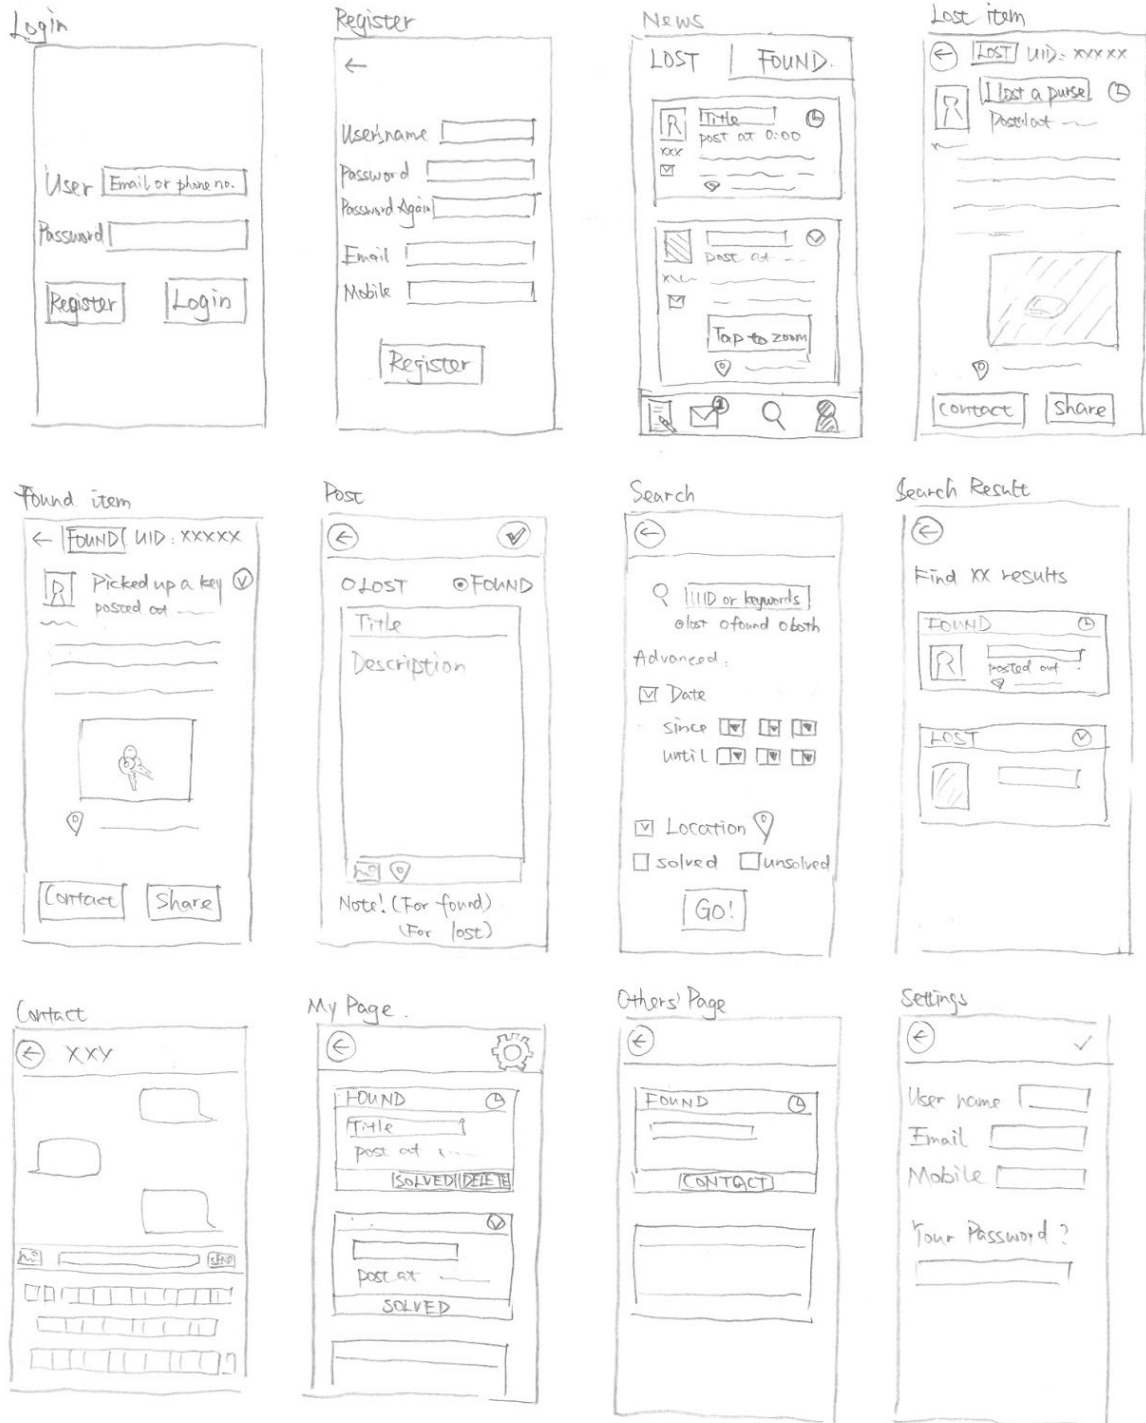 Login
User Email or phone no.
Password
Register Login
Register
←
Username
Password
Password Again
Email
Mobile
Register
News
LOST FOUND.
R Title
post at 0:00
xxx
post at
Tap to zoom
1
Lost item
← LOST UID: xxxxx
R I lost a purse
Posted at
contact share
Found item
← FOUND UID: xxxxx
R Picked up a key
posted at
Contact Share
Post
←
LOST FOUND
Title
Description
Note! (For found)
(For lost)
Search
←
UID or keywords
lost found both
Advanced:
Date
since
until
Location
solved unsolved
GO!
Search Result
←
Find xx results
FOUND
R posted at
LOST
Contact
← XXY
SEND
My Page.
←
FOUND
Title
post at
SOLVED DELETE
post at
SOLVED
Others' Page
←
FOUND
CONTACT
Settings
←
User name
Email
Mobile
Your Password?